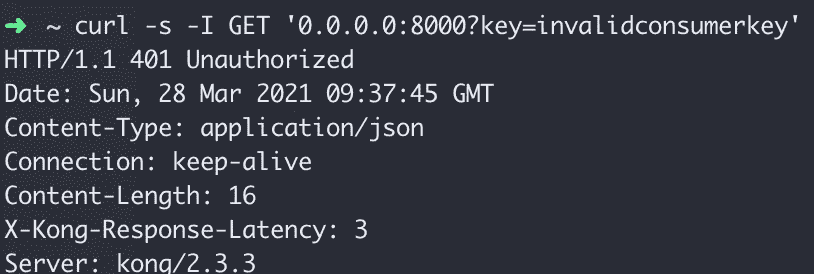 ➜ ~ curl -s -I GET '0.0.0.0:8000?key=invalidconsumerkey'
HTTP/1.1 401 Unauthorized
Date: Sun, 28 Mar 2021 09:37:45 GMT
Content-Type: application/json
Connection: keep-alive
Content-Length: 16
X-Kong-Response-Latency: 3
Server: kong/2.3.3